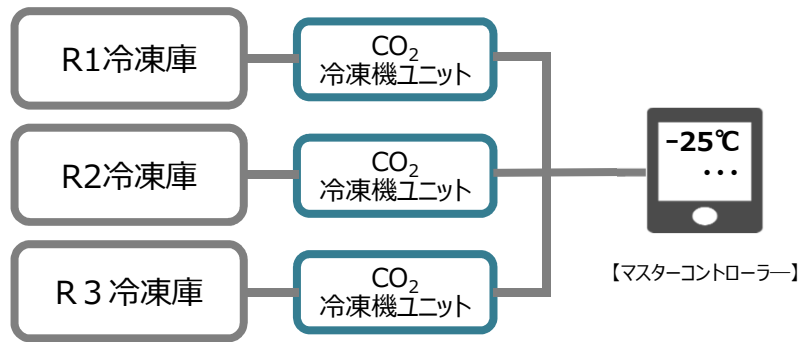 R1冷凍庫
CO₂
冷凍機ユニット
R2冷凍庫
CO₂
冷凍機ユニット
R３冷凍庫
CO₂
冷凍機ユニット
-25℃
・・・
【マスターコントローラー】